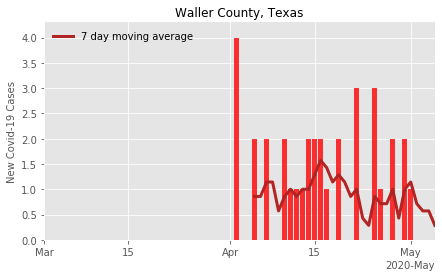 Waller County, Texas
7 day moving average
New Covid-19 Cases
4.0
3.5
3.0
2.5
2.0
1.5
1.0
0.5
0.0
Mar 15 Apr 15 May
2020-May